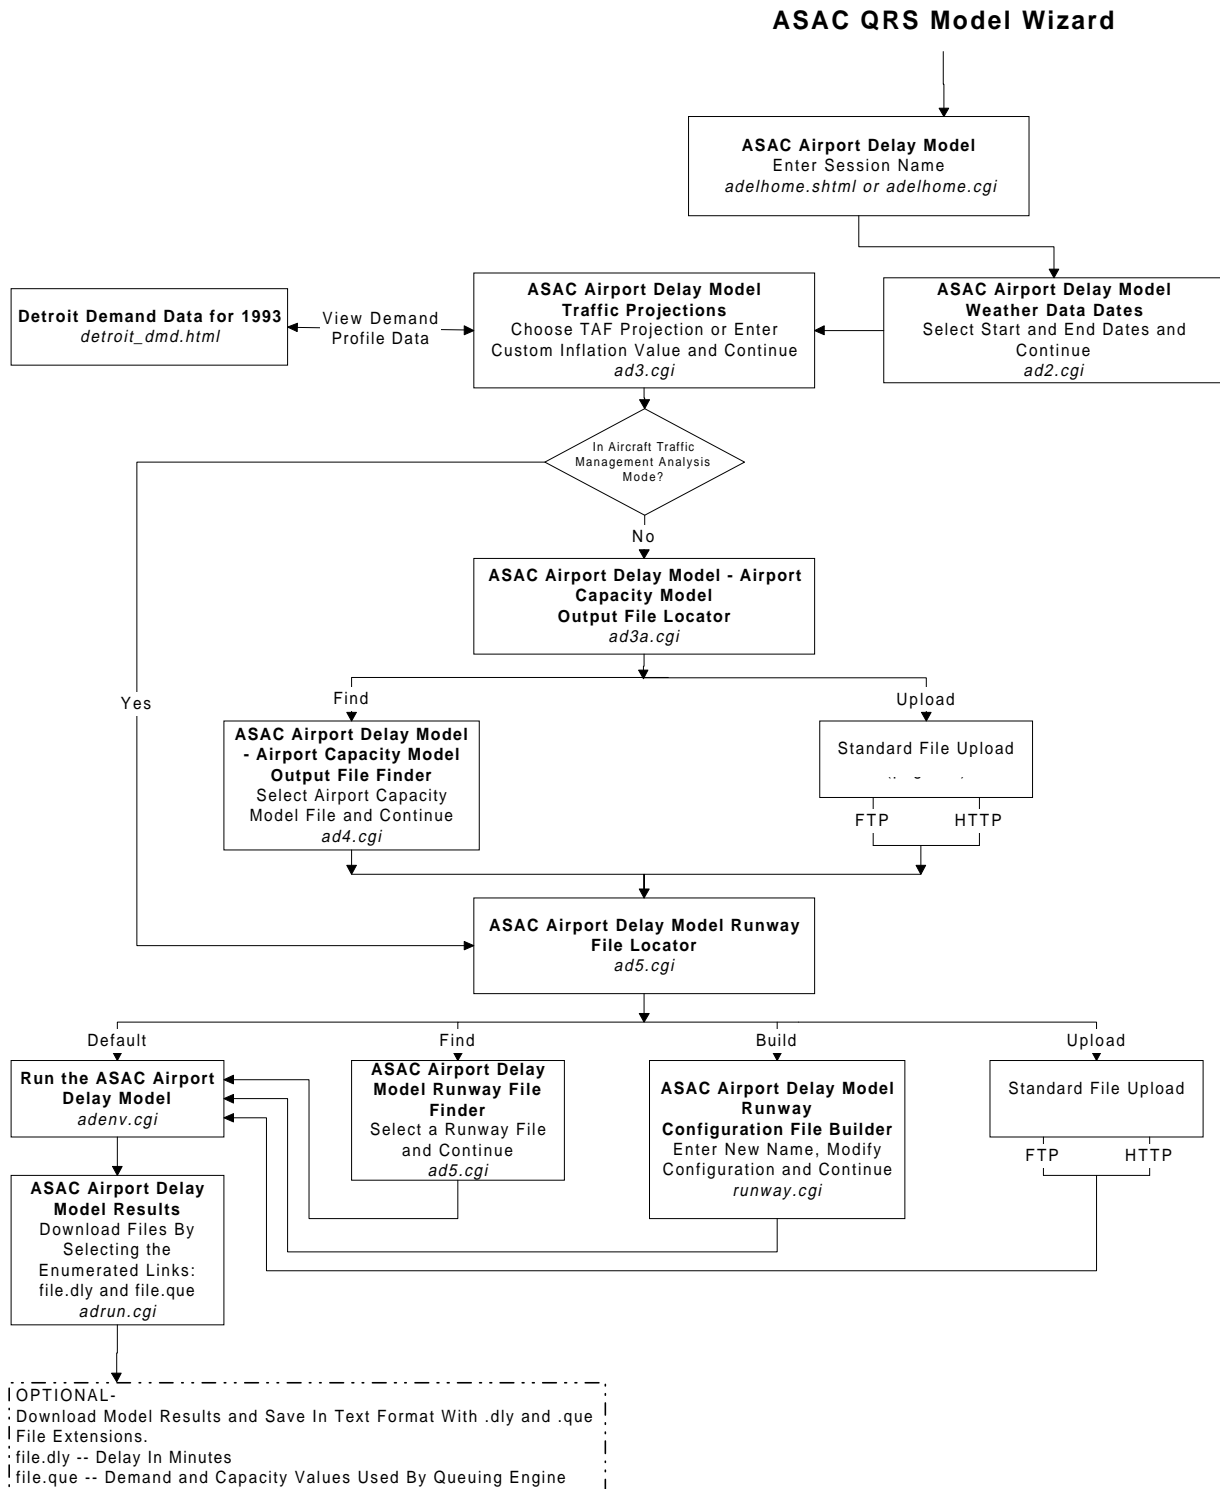 ASAC QRS Model Wizard
ASAC Airport Delay Model
Enter Session Name
adelhome.shtml or adelhome.cgi
Detroit Demand Data for 1993
detroit_dmd.html
View Demand
Profile Data
ASAC Airport Delay Model
Traffic Projections
Choose TAF Projection or Enter
Custom Inflation Value and Continue
ad3.cgi
ASAC Airport Delay Model
Weather Data Dates
Select Start and End Dates and
Continue
ad2.cgi
In Aircraft Traffic
Management Analysis
Mode?
No
Yes
ASAC Airport Delay Model - Airport
Capacity Model
Output File Locator
ad3a.cgi
Find
Upload
ASAC Airport Delay Model
- Airport Capacity Model
Output File Finder
Select Airport Capacity
Model File and Continue
ad4.cgi
Standard File Upload
FTP
HTTP
ASAC Airport Delay Model Runway
File Locator
ad5.cgi
Default
Find
Build
Upload
Run the ASAC Airport
Delay Model
adenv.cgi
ASAC Airport Delay
Model Runway File
Finder
Select a Runway File
and Continue
ad5.cgi
ASAC Airport Delay Model
Runway
Configuration File Builder
Enter New Name, Modify
Configuration and Continue
runway.cgi
Standard File Upload
FTP
HTTP
ASAC Airport Delay
Model Results
Download Files By
Selecting the
Enumerated Links:
file.dly and file.que
adrun.cgi
OPTIONAL-
Download Model Results and Save In Text Format With .dly and .que
File Extensions.
file.dly -- Delay In Minutes
file.que -- Demand and Capacity Values Used By Queuing Engine